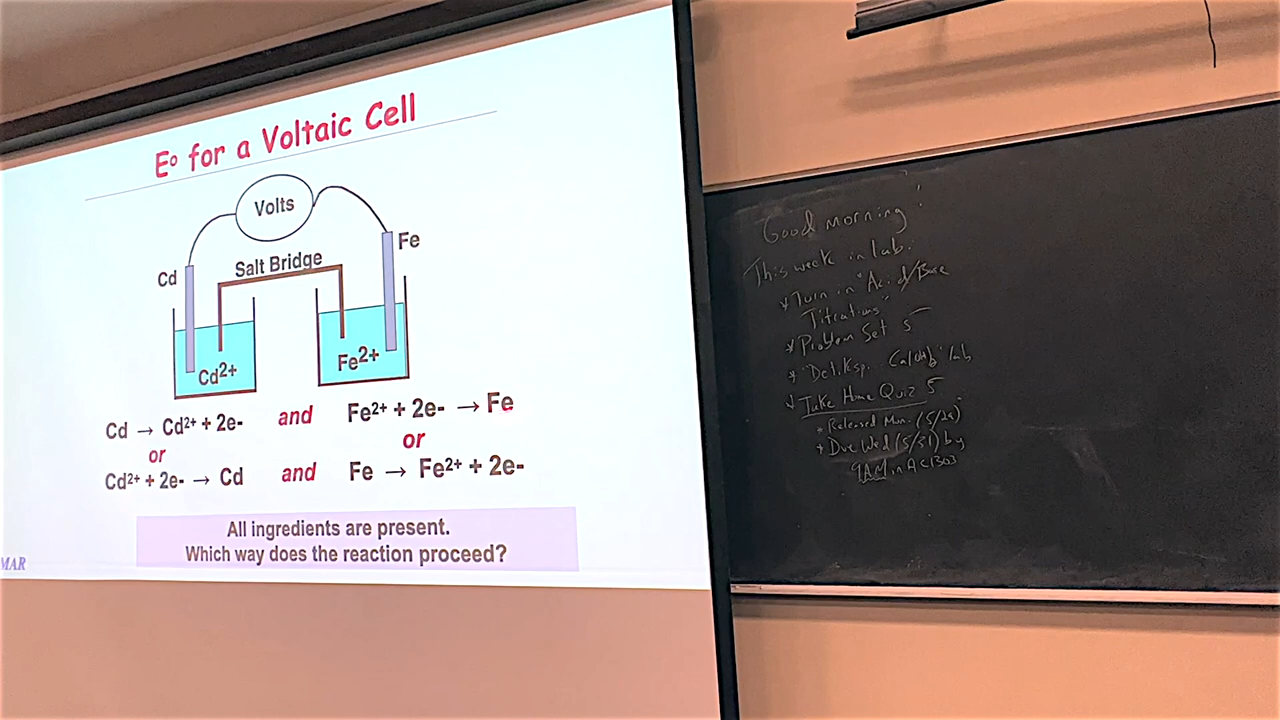 E° for a Voltaic Cell
Volts
Fe
Cd
Salt Bridge
Cd2+
Fe2+
Cd → Cd2+ + 2e- and Fe2+ + 2e- → Fe
or or
Cd2+ + 2e- → Cd and Fe → Fe2+ + 2e-
All ingredients are present.
Which way does the reaction proceed?
MAR
Good morning!
This week in lab:
* Turn in "Acid/Base
Titrations"
* Problem Set 5
* "Det. Ksp Ca(OH)2" lab
* Take Home Quiz 5
* Released Mon. (5/29)
* Due Wed (5/31) by
9AM in AC1303